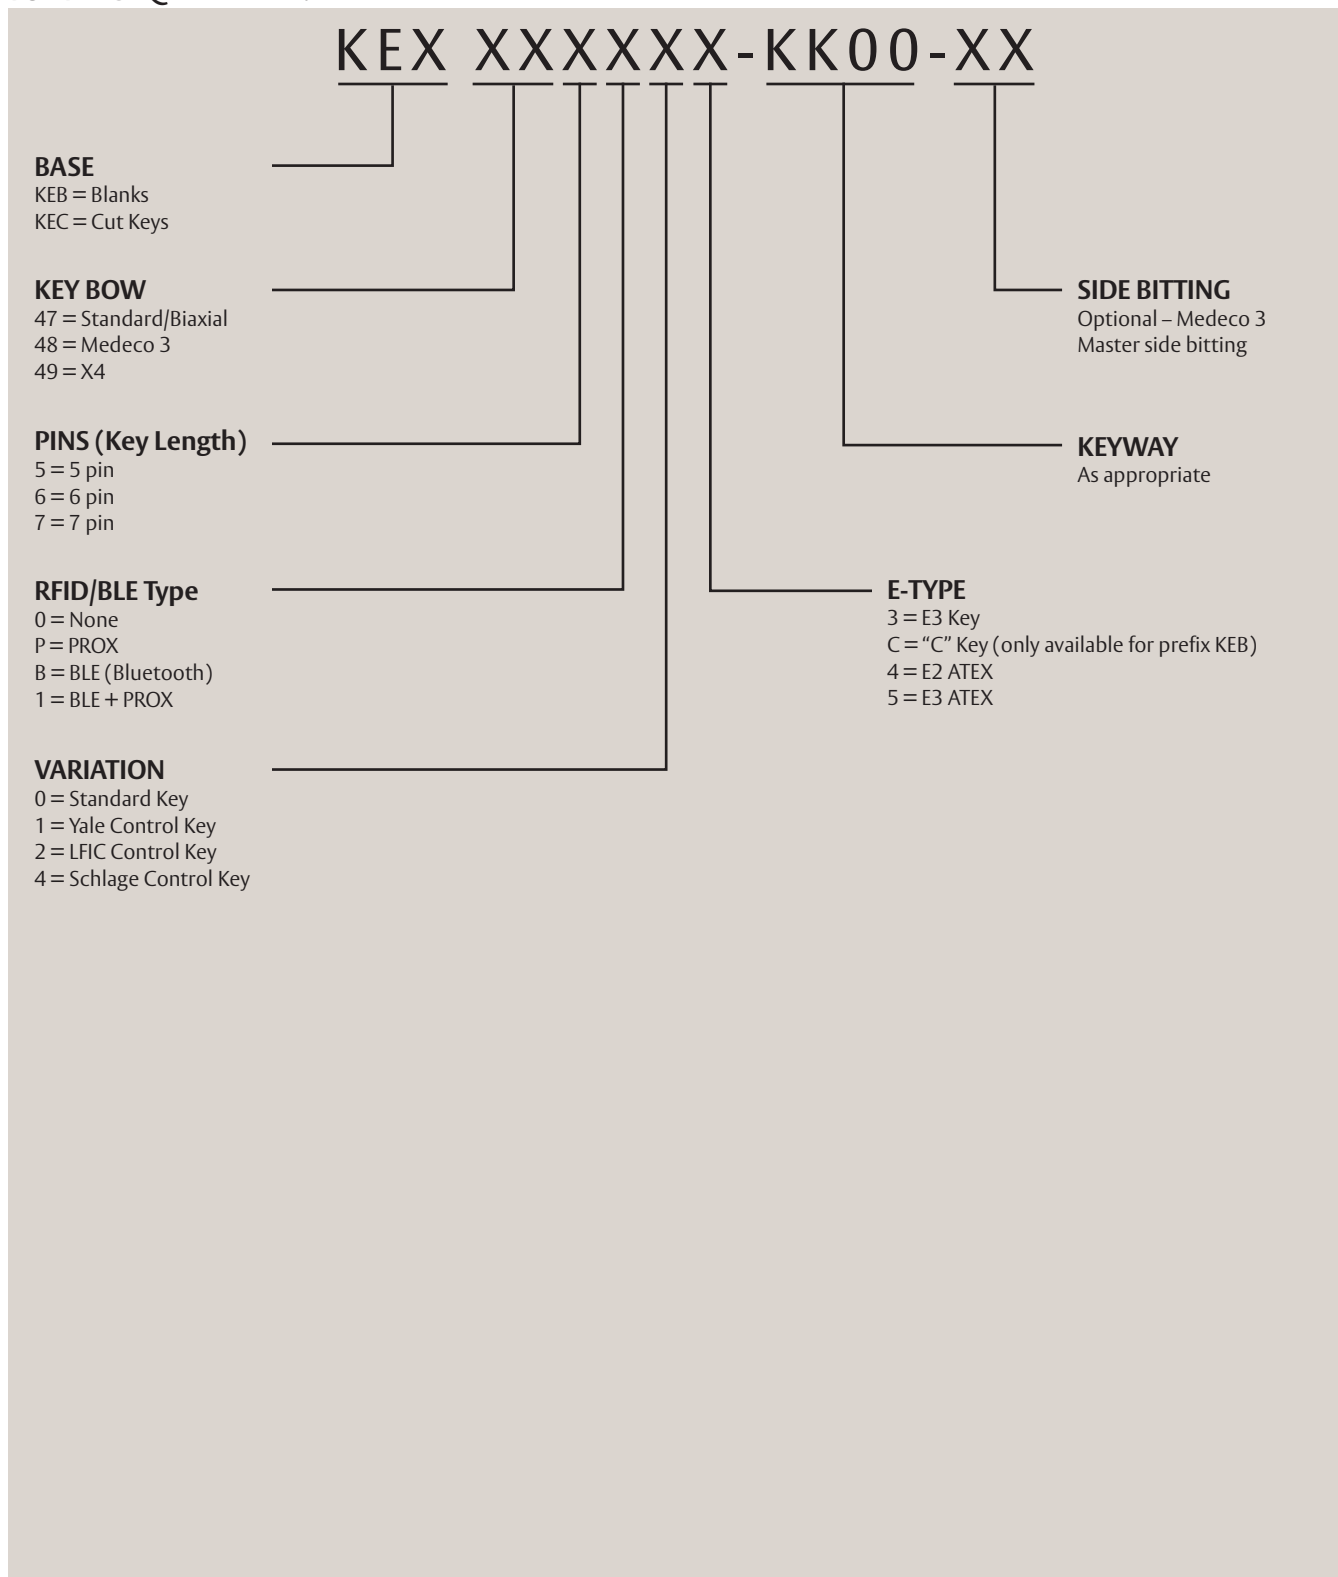 KEX XXXXXX-KK00-XX
BASE
KEB = Blanks
KEC = Cut Keys
KEY BOW
47 = Standard/Biaxial
48 = Medeco 3
49 = X4
PINS (Key Length)
5 = 5 pin
6 = 6 pin
7 = 7 pin
RFID/BLE Type
0 = None
P = PROX
B = BLE (Bluetooth)
1 = BLE + PROX
VARIATION
0 = Standard Key
1 = Yale Control Key
2 = LFIC Control Key
4 = Schlage Control Key
SIDE BITTING
Optional – Medeco 3
Master side bitting
KEYWAY
As appropriate
E-TYPE
3 = E3 Key
C = “C” Key (only available for prefix KEB)
4 = E2 ATEX
5 = E3 ATEX